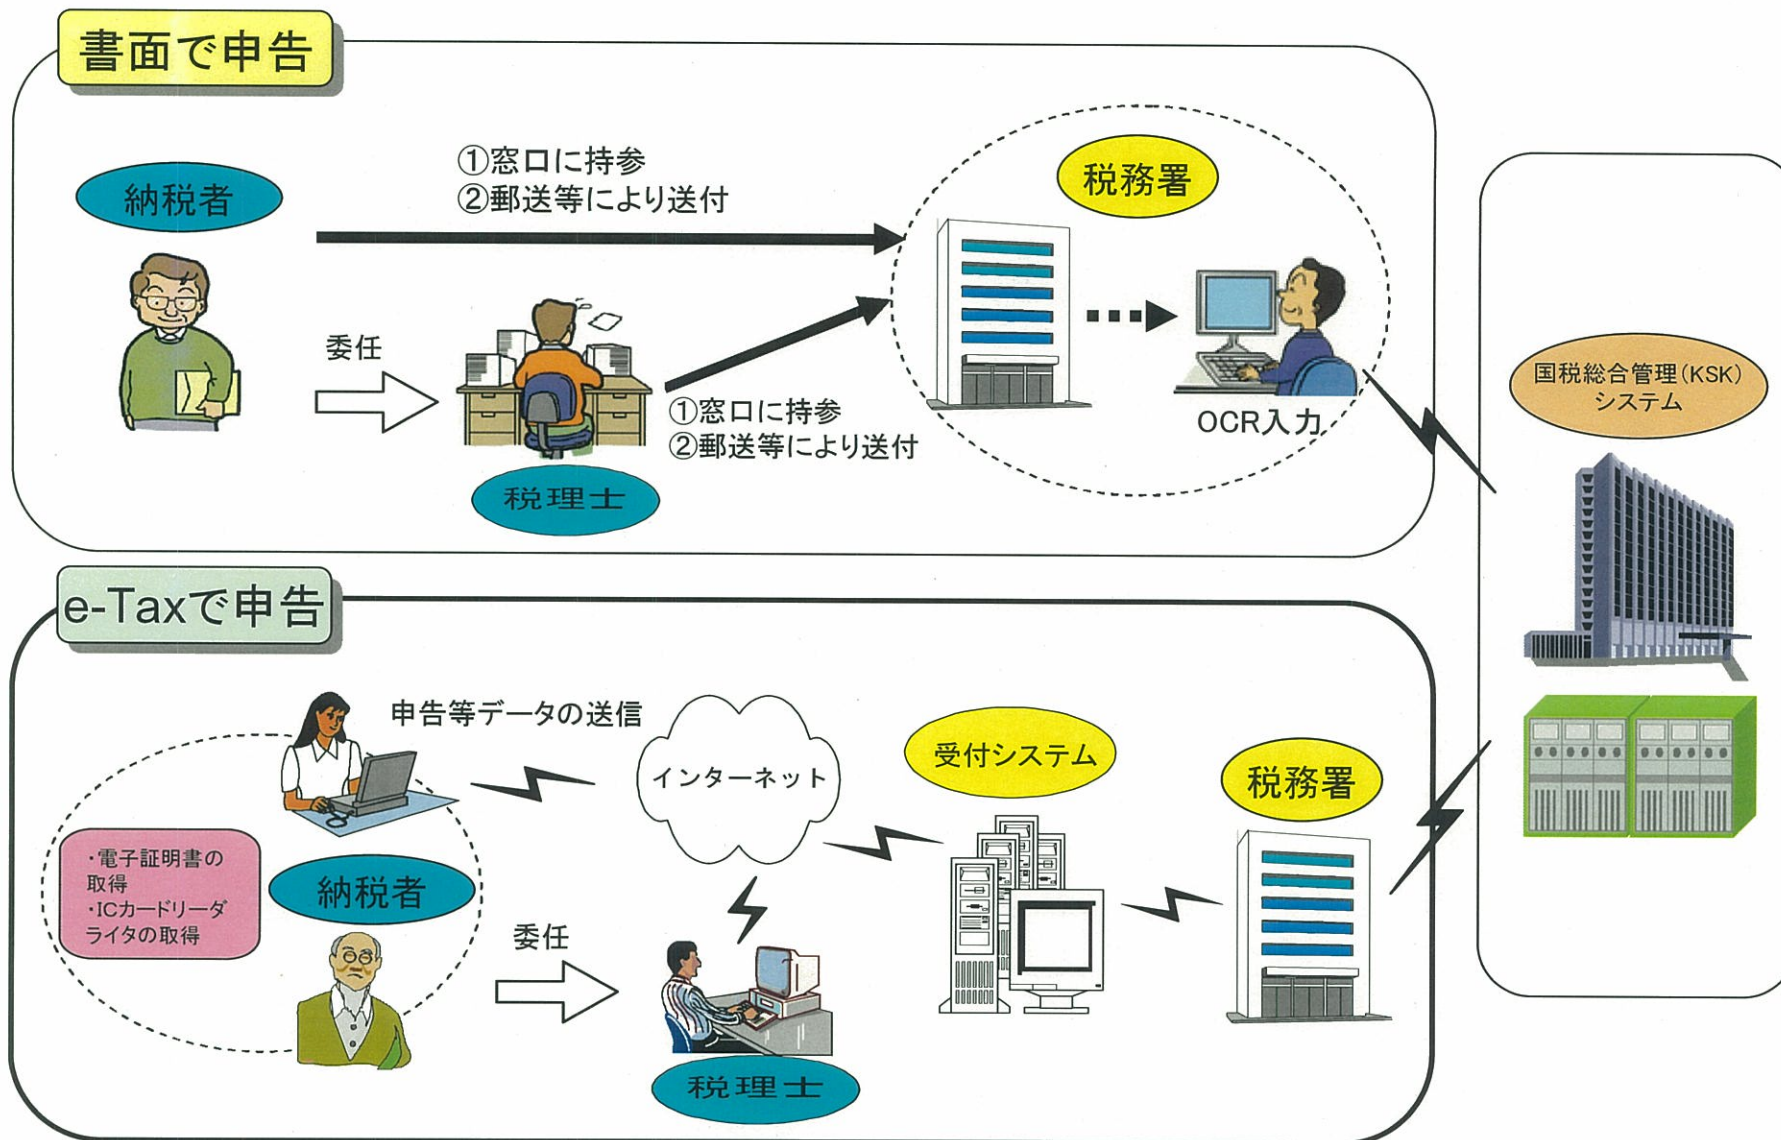 書面で申告
納税者
①窓口に持参
②郵送等により送付
税務署
委任
①窓口に持参
②郵送等により送付
OCR入力
税理士
国税総合管理(KSK)
システム
e-Taxで申告
申告等データの送信
インターネット
受付システム
税務署
・電子証明書の
取得
・ICカードリーダ
ライタの取得
納税者
委任
税理士